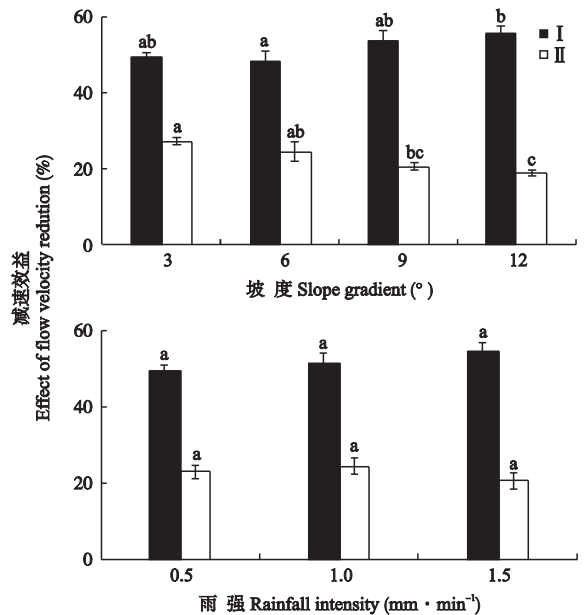 减速效益
Effect of flow velocity redution (%)
60
40
20
0
ab
a
ab
b
a
ab
bc
c
I
II
3
6
9
12
坡 度 Slope gradient (° )
60
40
20
0
a
a
a
a
a
a
0.5
1.0
1.5
雨 强 Rainfall intensity (mm · min⁻¹)